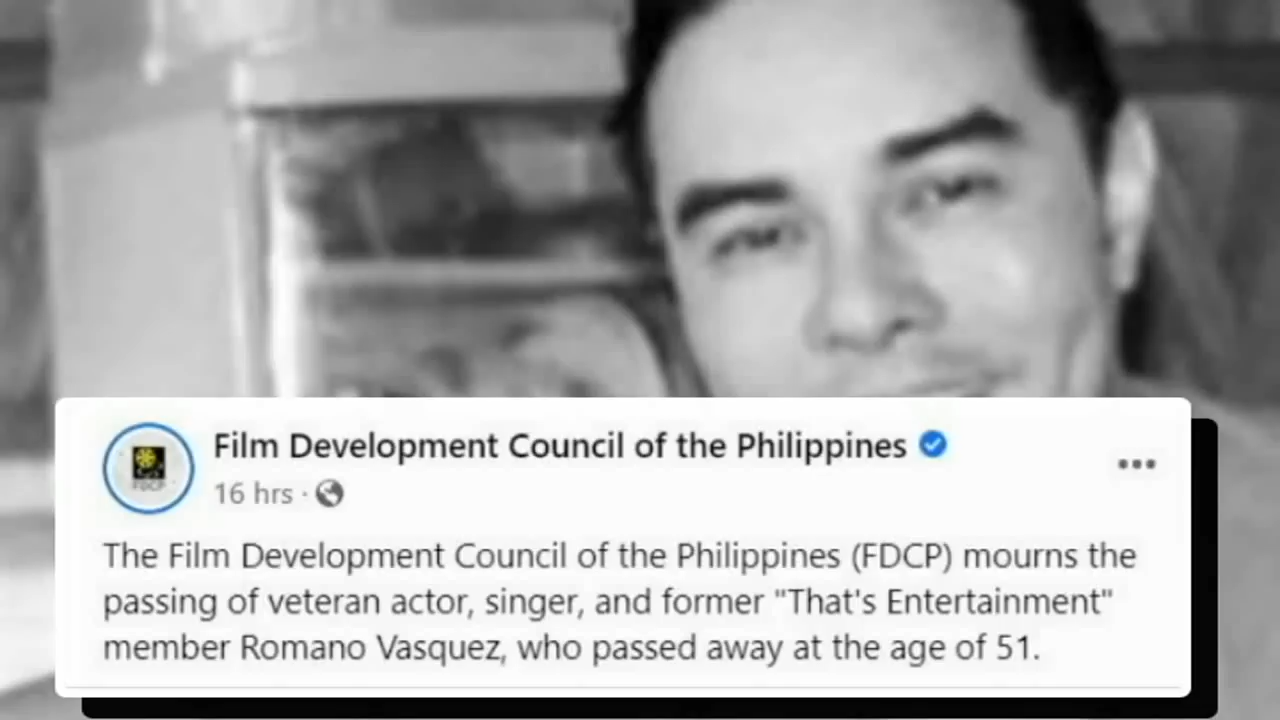 Film Development Council of the Philippines
16 hrs ·
FDCP
The Film Development Council of the Philippines (FDCP) mourns the
passing of veteran actor, singer, and former "That's Entertainment"
member Romano Vasquez, who passed away at the age of 51.